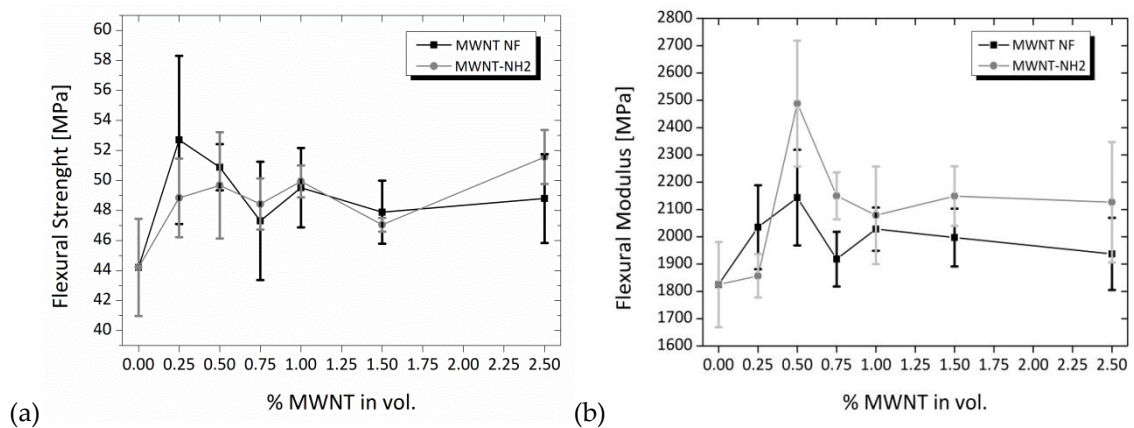 60
58
56
54
52
50
48
46
44
42
40
Flexural Strenght [MPa]
MWNT NF
MWNT-NH2
0.00 0.25 0.50 0.75 1.00 1.25 1.50 1.75 2.00 2.25 2.50
% MWNT in vol.
(a)
2800
2700
2600
2500
2400
2300
2200
2100
2000
1900
1800
1700
1600
Flexural Modulus [MPa]
MWNT NF
MWNT-NH2
0.00 0.25 0.50 0.75 1.00 1.25 1.50 1.75 2.00 2.25 2.50
% MWNT in vol.
(b)